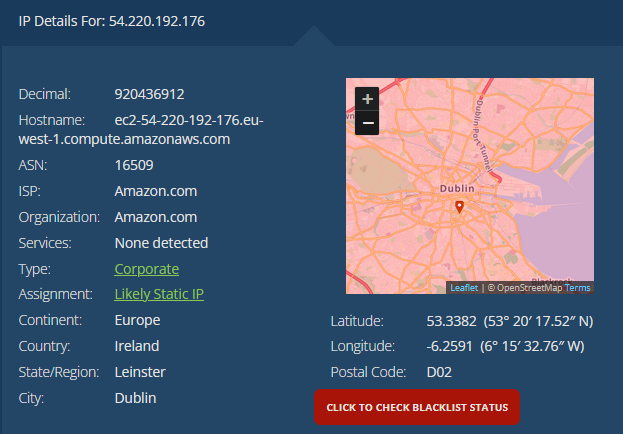 IP Details For: 54.220.192.176
Decimal: 920436912
Hostname: ec2-54-220-192-176.eu-
west-1.compute.amazonaws.com
ASN: 16509
ISP: Amazon.com
Organization: Amazon.com
Services: None detected
Type: Corporate
Assignment: Likely Static IP
Continent: Europe
Country: Ireland
State/Region: Leinster
City: Dublin
+
−
Dublin Port Tunnel
Dublin
Leaflet | © OpenStreetMap Terms
Latitude: 53.3382 (53° 20′ 17.52″ N)
Longitude: -6.2591 (6° 15′ 32.76″ W)
Postal Code: D02
CLICK TO CHECK BLACKLIST STATUS